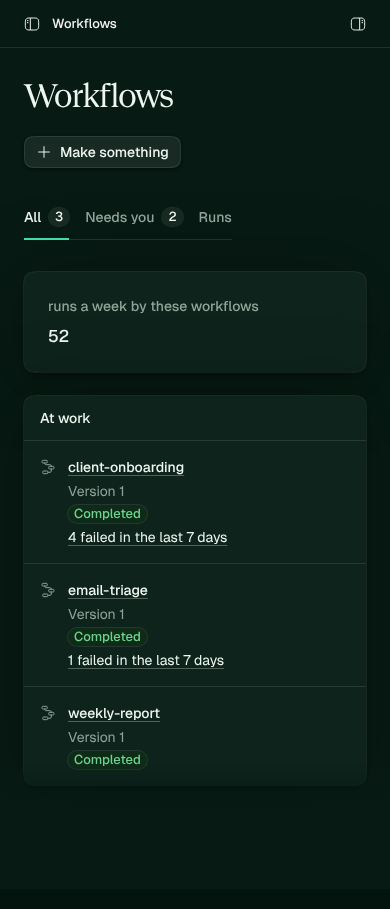 Workflows
Workflows
Make something
All 3 Needs you 2 Runs
runs a week by these workflows
52
At work
client-onboarding
Version 1
Completed
4 failed in the last 7 days
email-triage
Version 1
Completed
1 failed in the last 7 days
weekly-report
Version 1
Completed